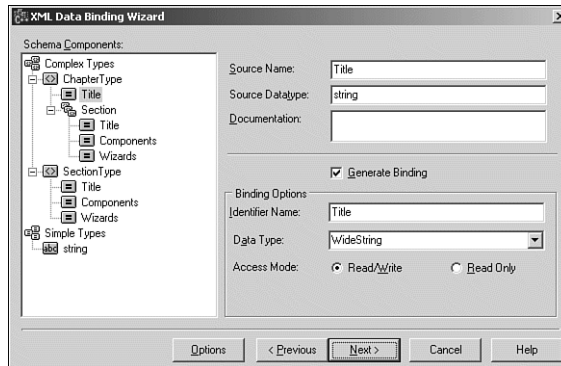 XML Data Binding Wizard
Schema Components:
Complex Types
ChapterType
Title
Section
Title
Components
Wizards
SectionType
Title
Components
Wizards
Simple Types
abc string
Source Name:
Title
Source Datatype:
string
Documentation:
Generate Binding
Binding Options
Identifier Name:
Title
Data Type:
WideString
Access Mode:
Read/Write
Read Only
Options
< Previous
Next >
Cancel
Help